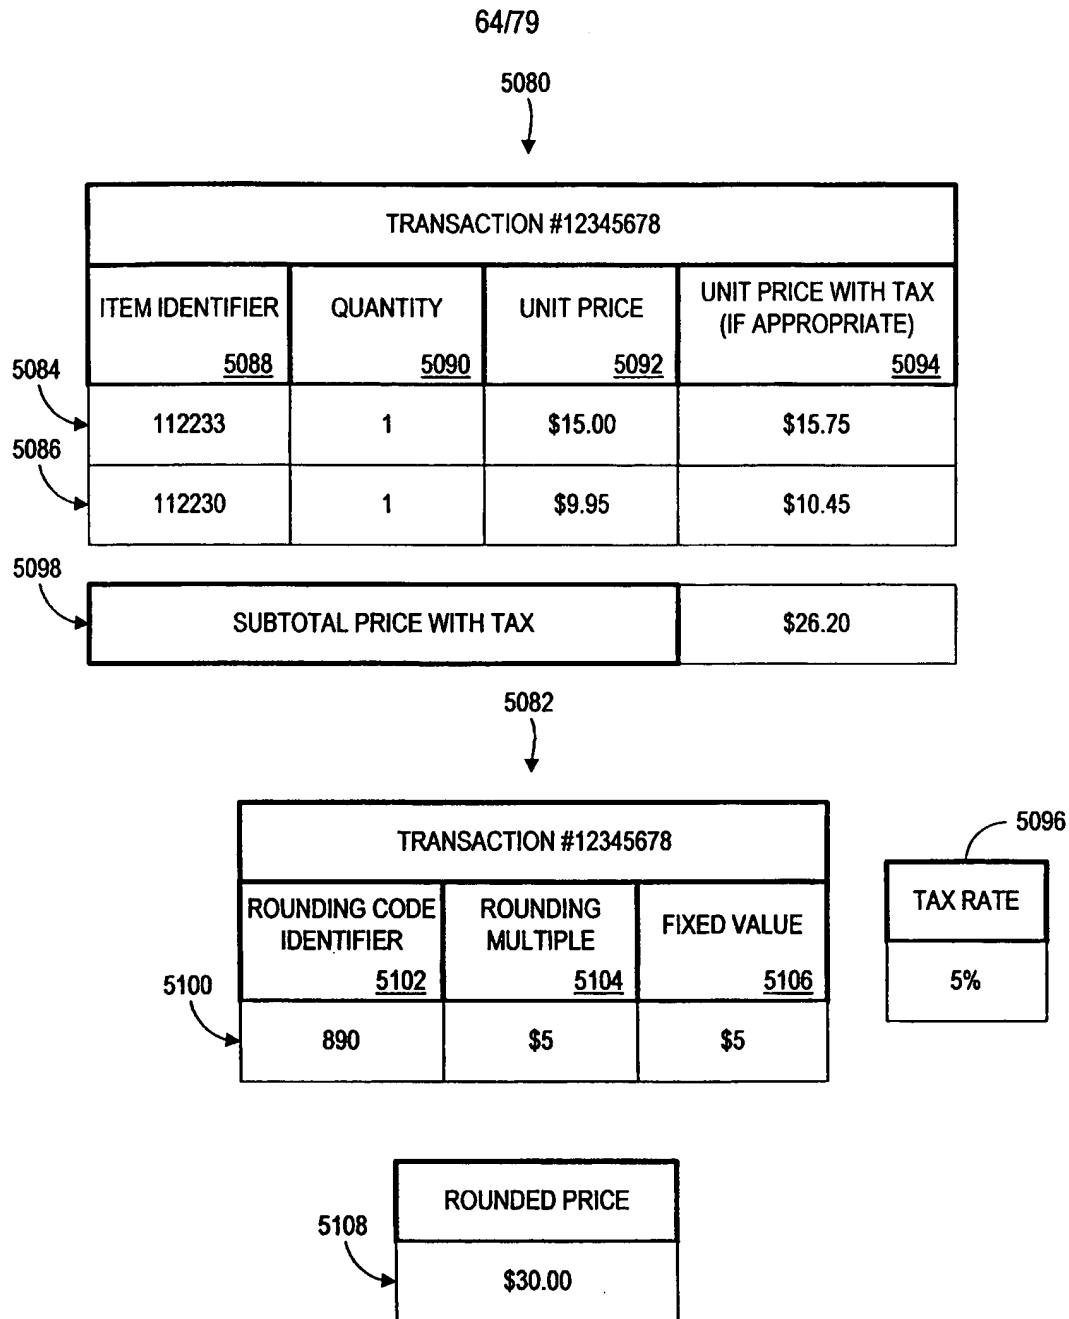 64/79
5080
TRANSACTION #12345678
ITEM IDENTIFIER 5088
QUANTITY 5090
UNIT PRICE 5092
UNIT PRICE WITH TAX
(IF APPROPRIATE) 5094
5084
112233 1 $15.00 $15.75
5086
112230 1 $9.95 $10.45
5098
SUBTOTAL PRICE WITH TAX $26.20
5082
TRANSACTION #12345678
ROUNDING CODE
IDENTIFIER
5102
ROUNDING
MULTIPLE
5104
FIXED VALUE
5106
5100
890 $5 $5
5096
TAX RATE
5%
ROUNDED PRICE
5108
$30.00